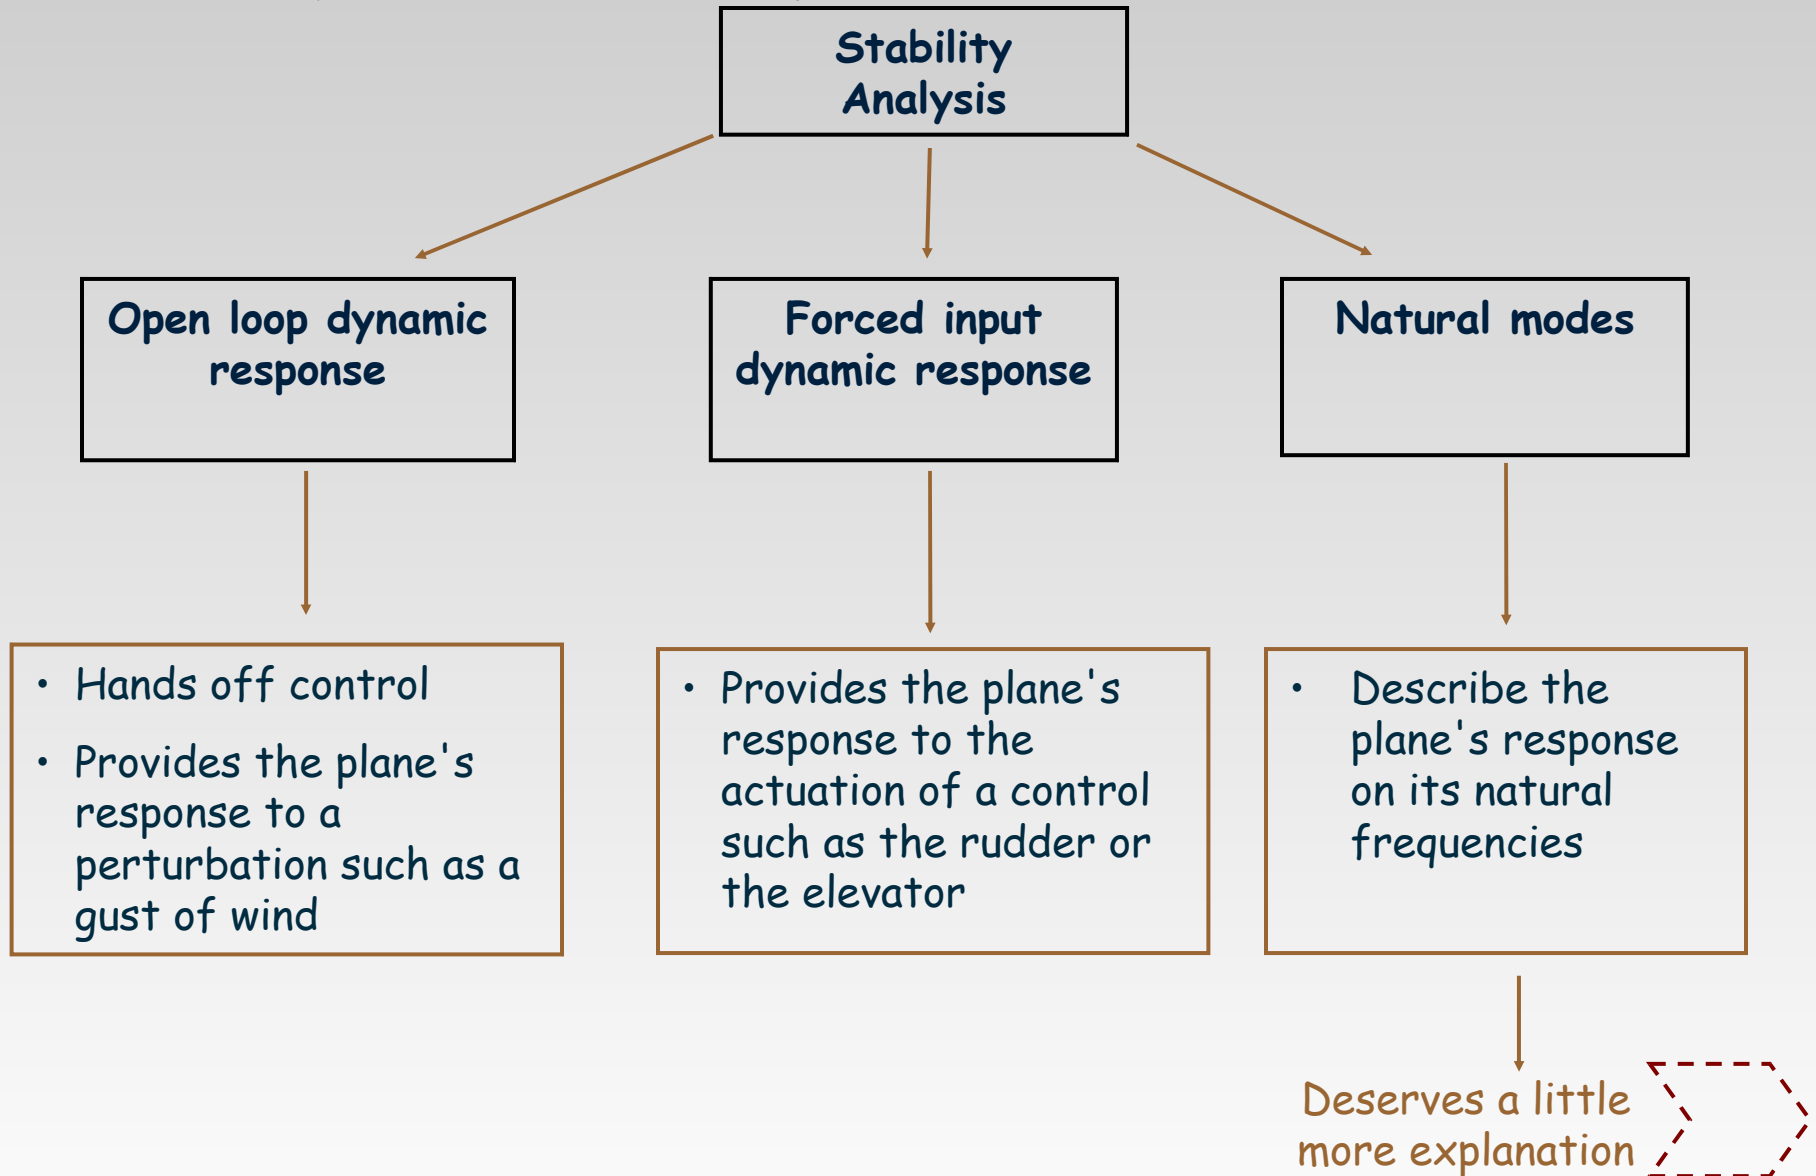 Stability
Analysis
Open loop dynamic
response
Forced input
dynamic response
Natural modes
• Hands off control
• Provides the plane's
response to a
perturbation such as a
gust of wind
• Provides the plane's
response to the
actuation of a control
such as the rudder or
the elevator
• Describe the
plane's response
on its natural
frequencies
Deserves a little
more explanation